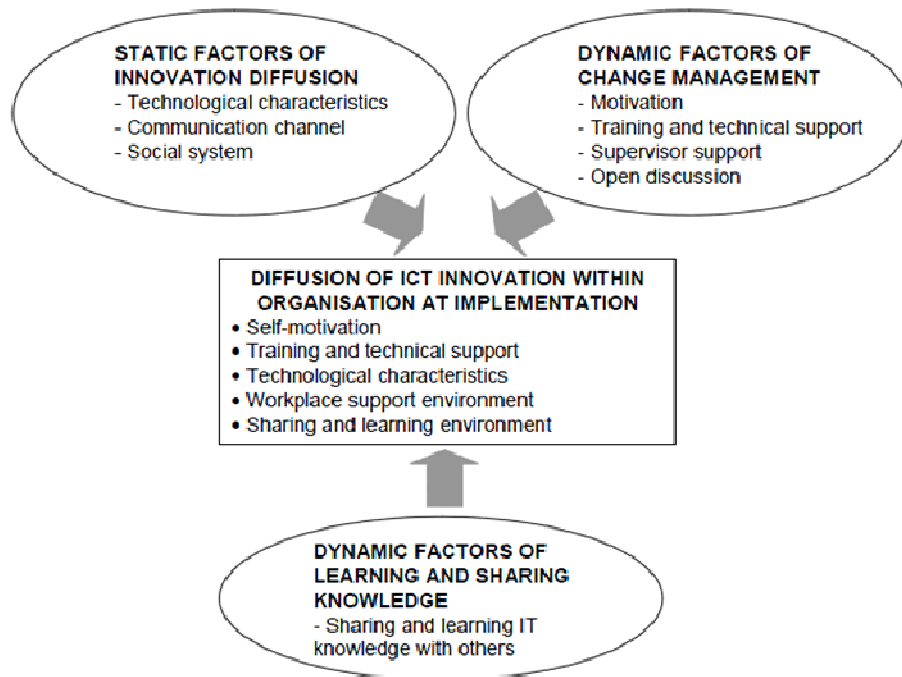 STATIC FACTORS OF
INNOVATION DIFFUSION
- Technological characteristics
- Communication channel
- Social system
DYNAMIC FACTORS OF
CHANGE MANAGEMENT
- Motivation
- Training and technical support
- Supervisor support
- Open discussion
DIFFUSION OF ICT INNOVATION WITHIN
ORGANISATION AT IMPLEMENTATION
• Self-motivation
• Training and technical support
• Technological characteristics
• Workplace support environment
• Sharing and learning environment
DYNAMIC FACTORS OF
LEARNING AND SHARING
KNOWLEDGE
- Sharing and learning IT
knowledge with others